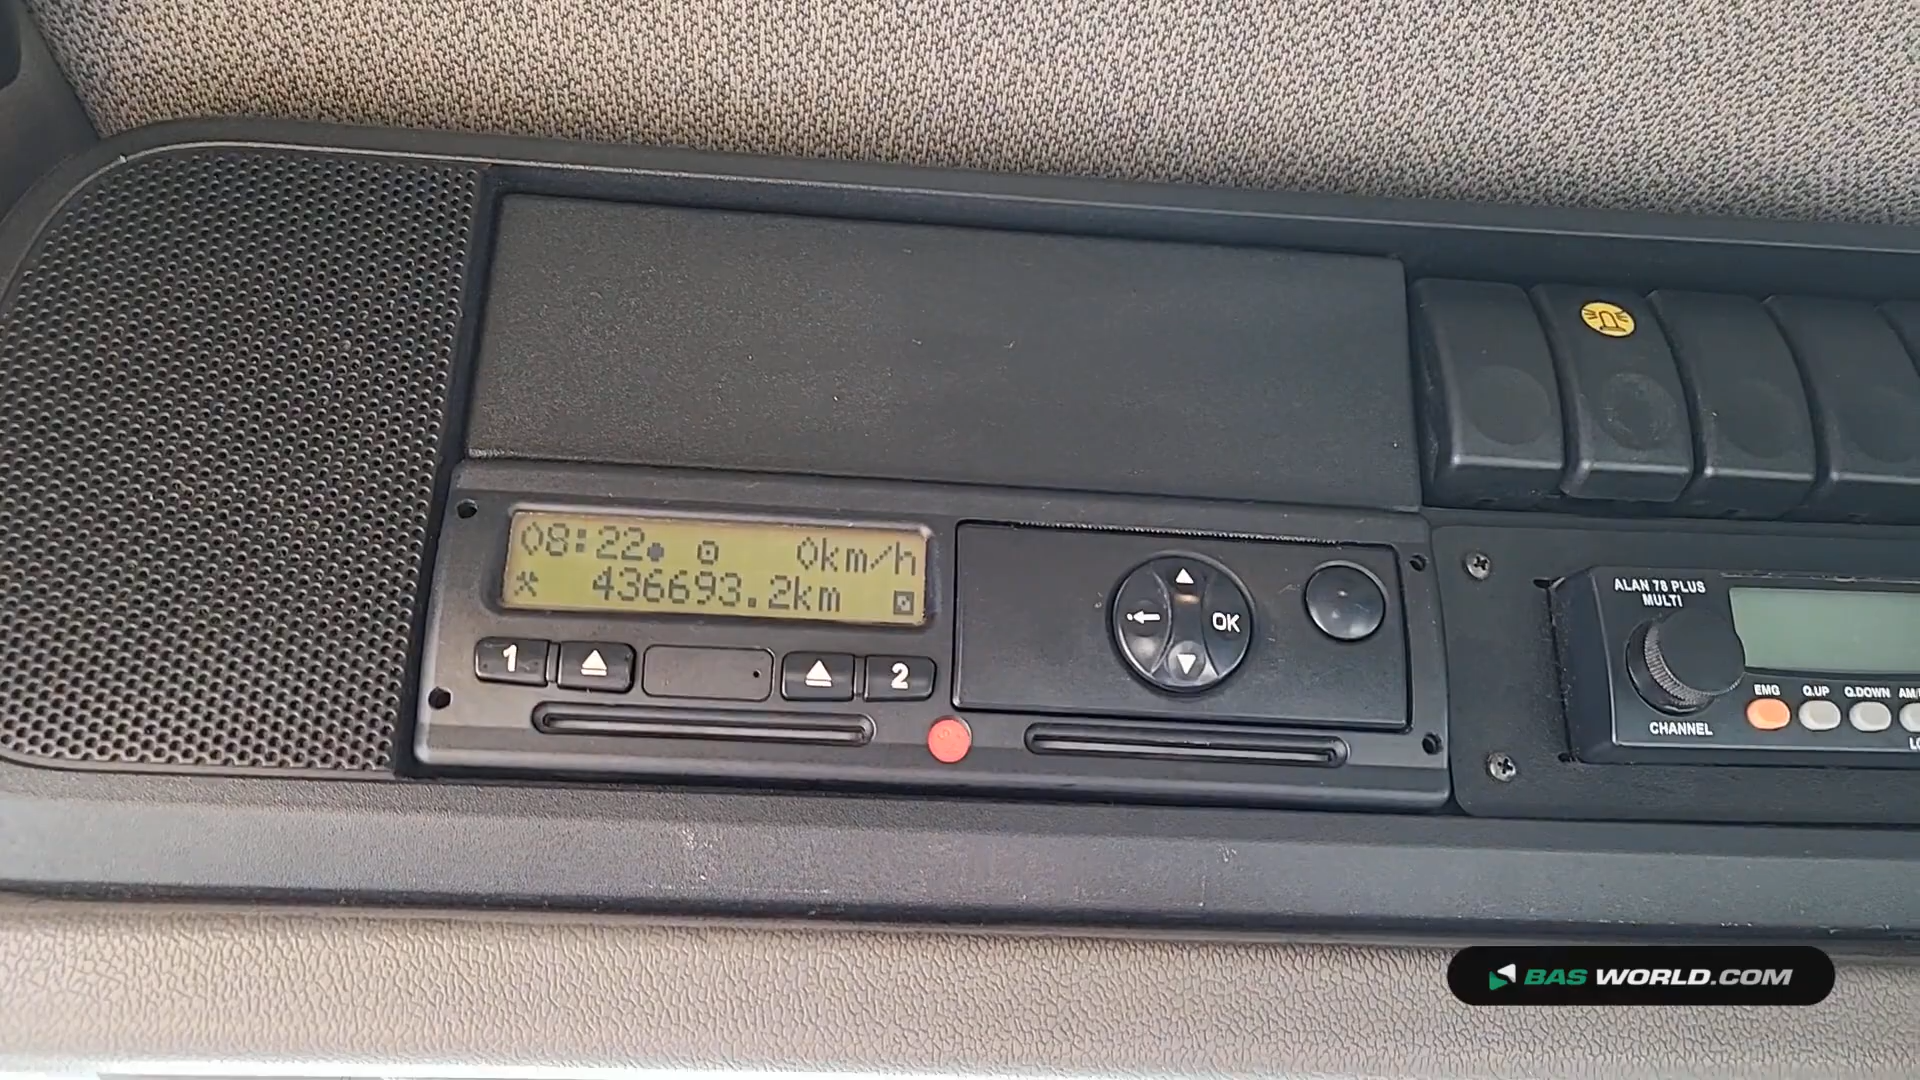 08:22 0km/h
436693.2km
1
2
OK
ALAN 78 PLUS
MULTI
EMG Q.UP Q.DOWN
CHANNEL
BAS WORLD.COM